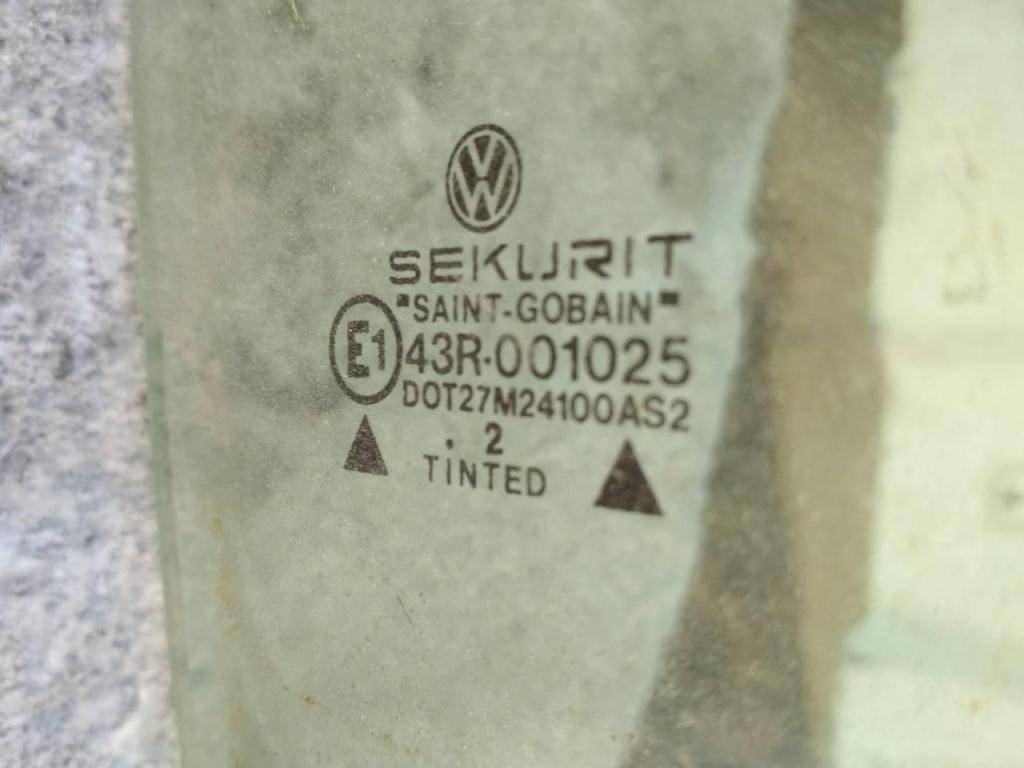 SEKURIT
"SAINT-GOBAIN"
E1 43R-001025
DOT27M24100AS2
. 2
TINTED